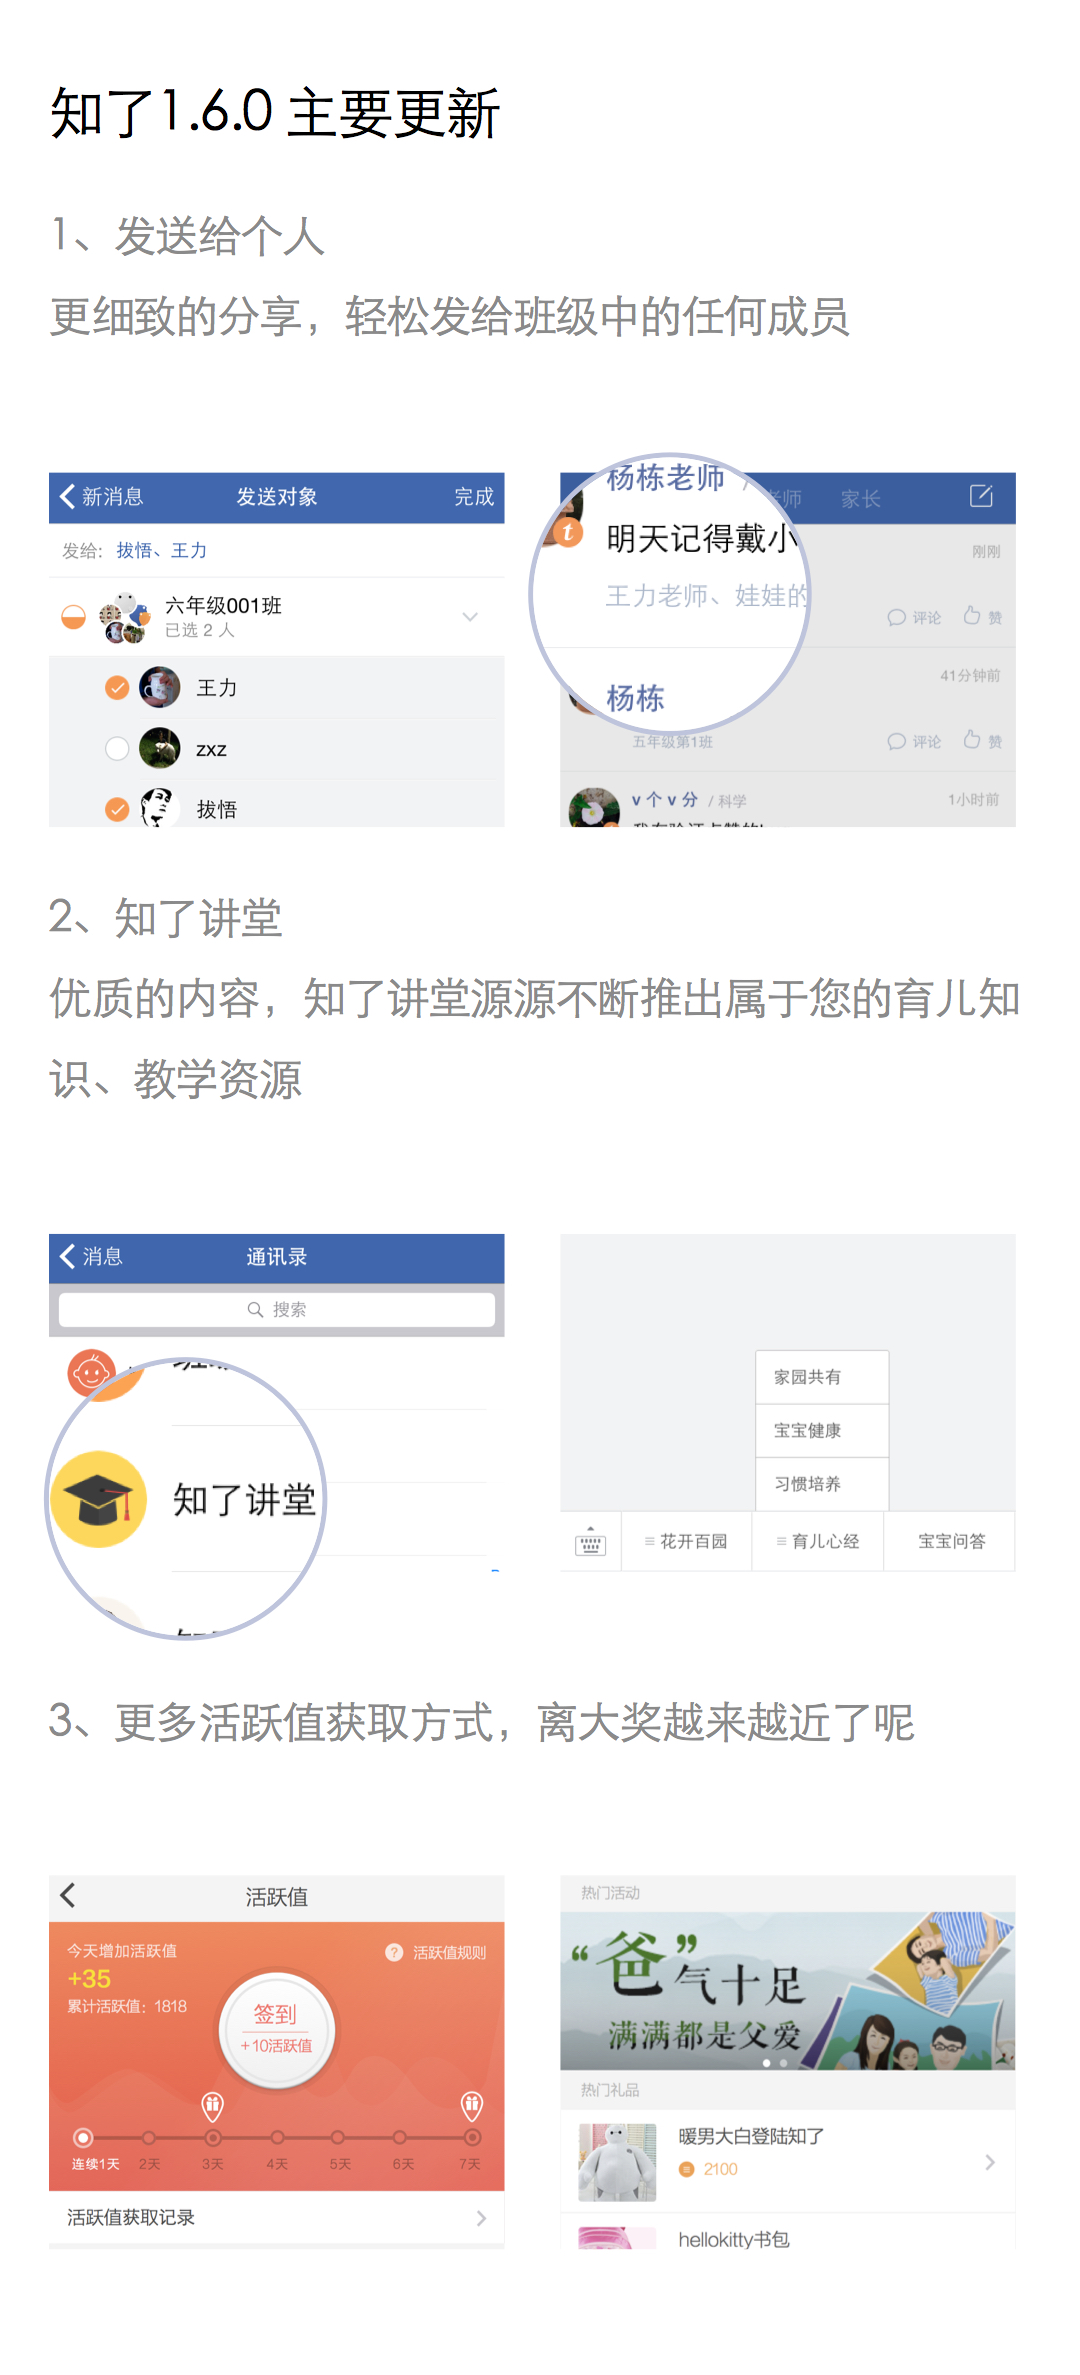 知了1.6.0 主要更新
1、发送给个人
更细致的分享，轻松发给班级中的任何成员
新消息 发送对象 完成
发给: 拔悟、王力
六年级001班
已选 2 人
王力
zxz
拔悟
杨栋老师 /
老师 家长
明天记得戴小
刚刚
王力老师、娃娃的
评论 赞
41分钟前
杨栋
五年级第1班
评论 赞
v 个 v 分 / 科学 1小时前
2、知了讲堂
优质的内容，知了讲堂源源不断推出属于您的育儿知
识、教学资源
消息 通讯录
搜索
知了讲堂
家园共有
宝宝健康
习惯培养
花开百园 育儿心经 宝宝问答
3、更多活跃值获取方式，离大奖越来越近了呢
活跃值
今天增加活跃值 ? 活跃值规则
+35
累计活跃值：1818
签到
+10活跃值
连续1天 2天 3天 4天 5天 6天 7天
活跃值获取记录
热门活动
“爸”气十足
满满都是父爱
热门礼品
暖男大白登陆知了
2100
hellokitty书包